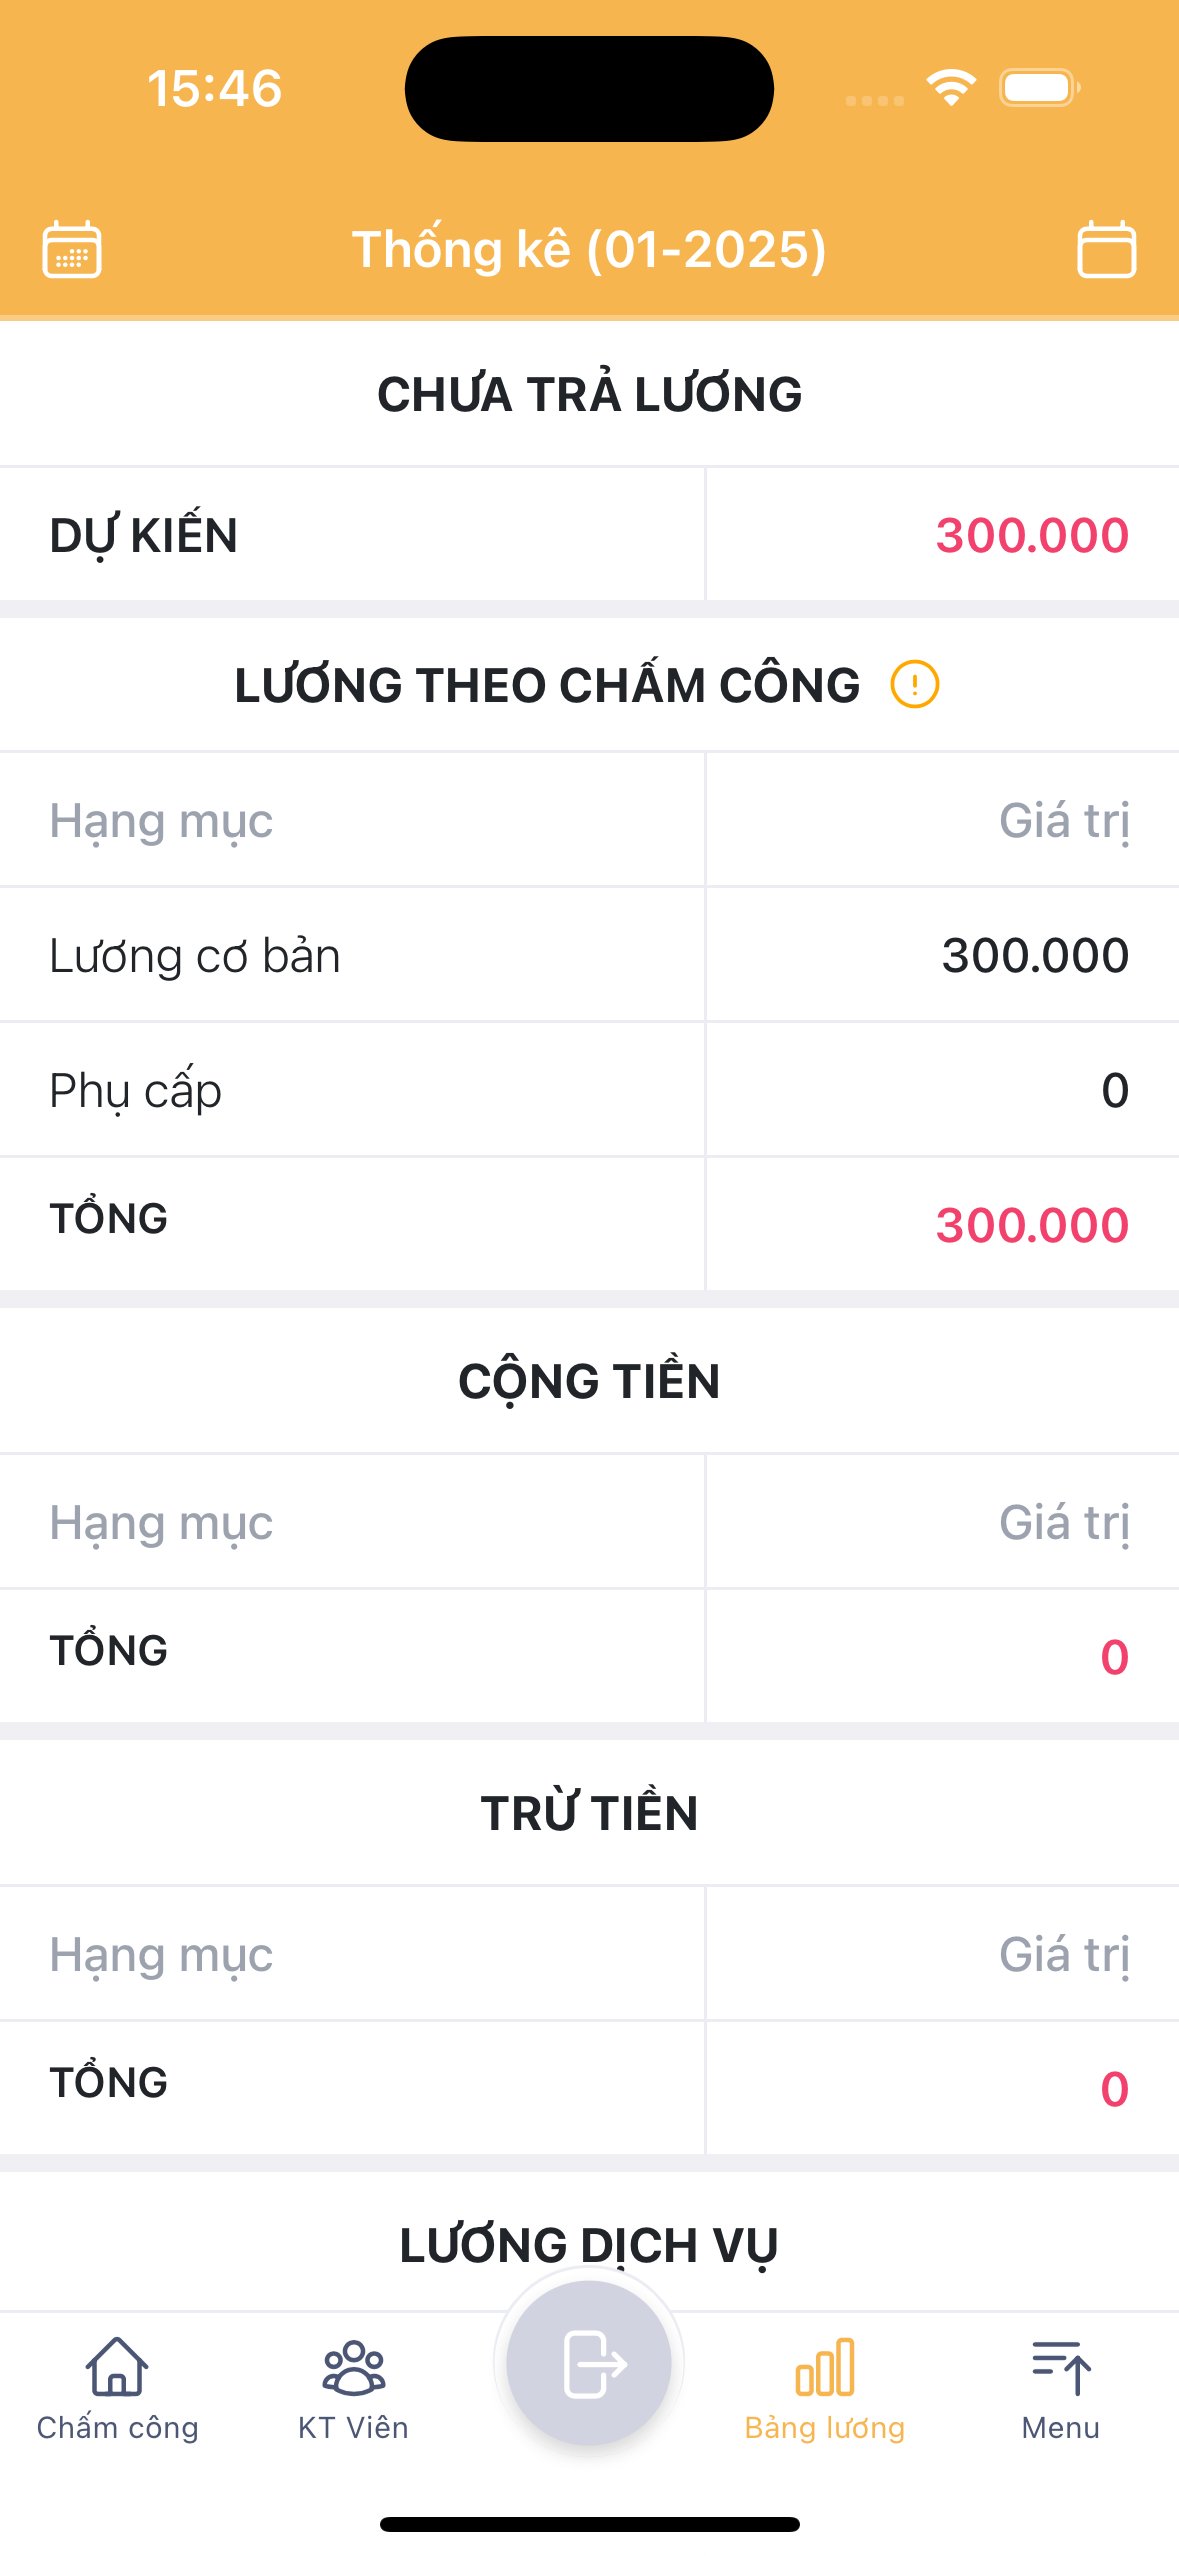 15:46
Thống kê (01-2025)
CHƯA TRẢ LƯƠNG
DỰ KIẾN 300.000
LƯƠNG THEO CHẤM CÔNG
Hạng mục Giá trị
Lương cơ bản 300.000
Phụ cấp 0
TỔNG 300.000
CỘNG TIỀN
Hạng mục Giá trị
TỔNG 0
TRỪ TIỀN
Hạng mục Giá trị
TỔNG 0
LƯƠNG DỊCH VỤ
Chấm công KT Viên Bảng lương Menu